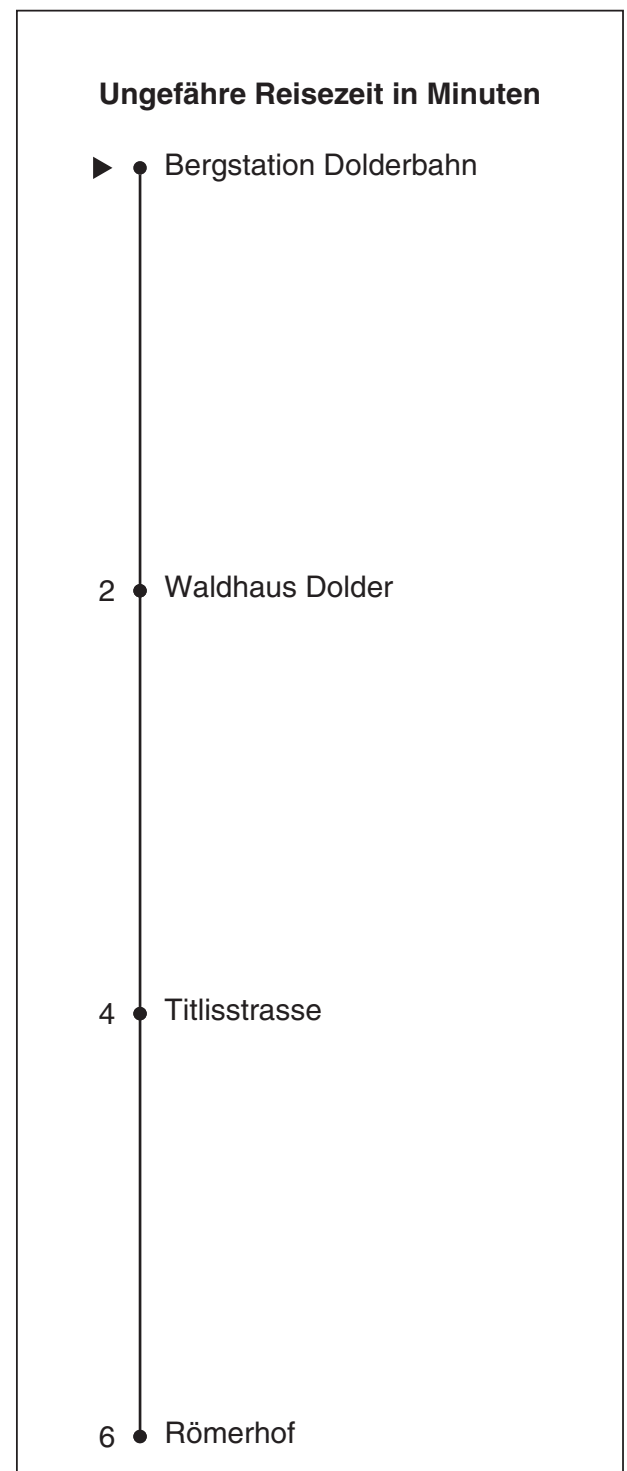 Ungefähre Reisezeit in Minuten
Bergstation Dolderbahn
2 Waldhaus Dolder
4 Titlisstrasse
6 Römerhof